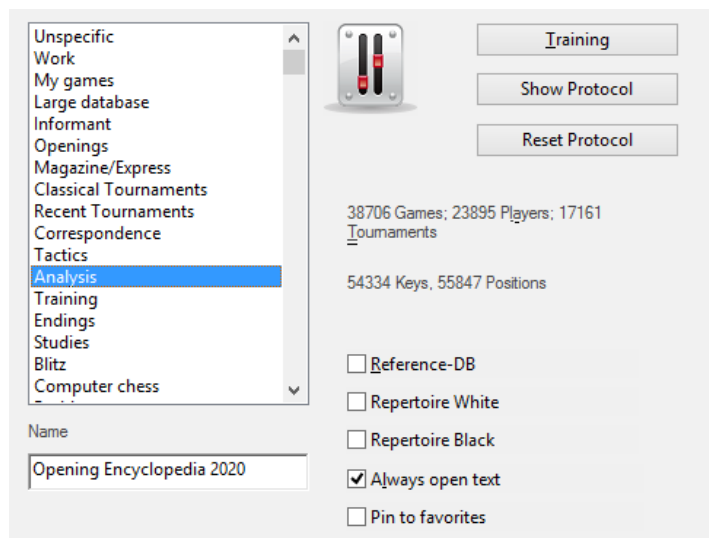 Unspecific
Work
My games
Large database
Informant
Openings
Magazine/Express
Classical Tournaments
Recent Tournaments
Correspondence
Tactics
Analysis
Training
Endings
Studies
Blitz
Computer chess
Name
Opening Encyclopedia 2020
Training
Show Protocol
Reset Protocol
38706 Games; 23895 Players; 17161
Tournaments
54334 Keys, 55847 Positions
Reference-DB
Repertoire White
Repertoire Black
Always open text
Pin to favorites